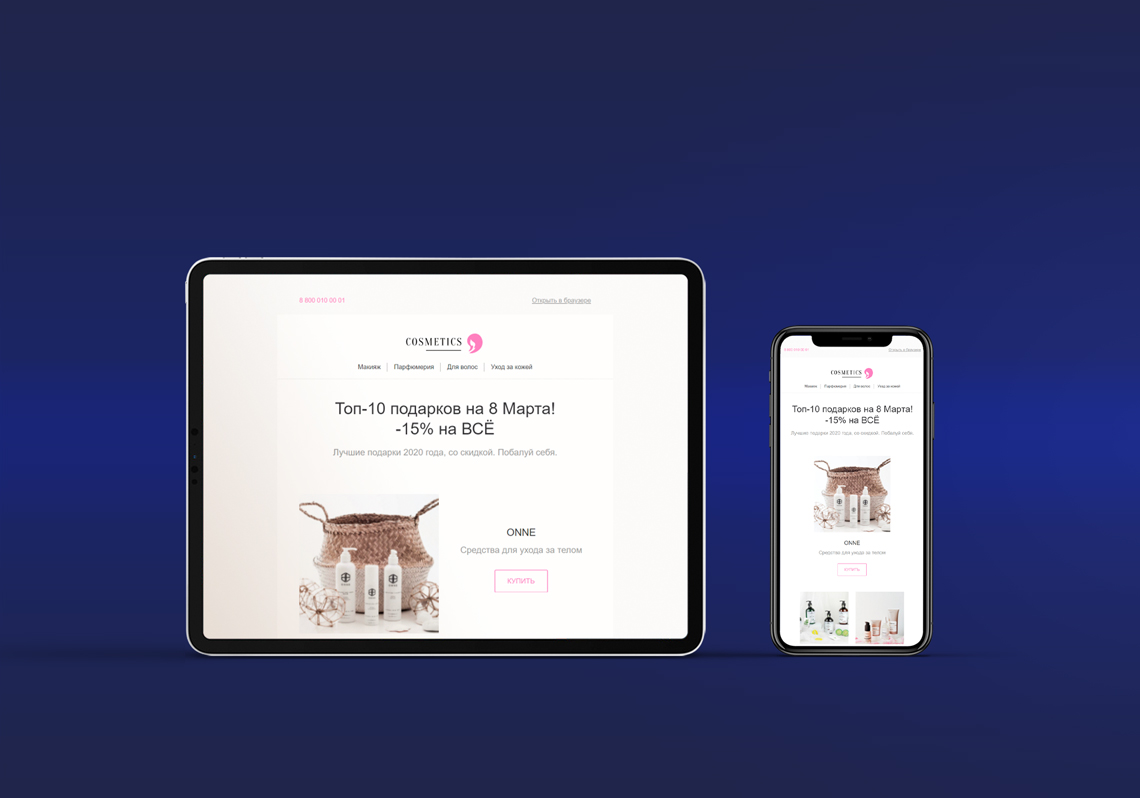 8 800 010 00 01
Открыть в браузере
COSMETICS
Макияж | Парфюмерия | Для волос | Уход за кожей
Топ-10 подарков на 8 Марта!
-15% на ВСЁ
Лучшие подарки 2020 года, со скидкой. Побалуй себя.
ONNE
Средства для ухода за телом
КУПИТЬ
Открыть в браузере
COSMETICS
Макияж | Парфюмерия | Для волос | Уход за кожей
Топ-10 подарков на 8 Марта!
-15% на ВСЁ
Лучшие подарки 2020 года, со скидкой. Побалуй себя.
ONNE
Средства для ухода за телом
КУПИТЬ